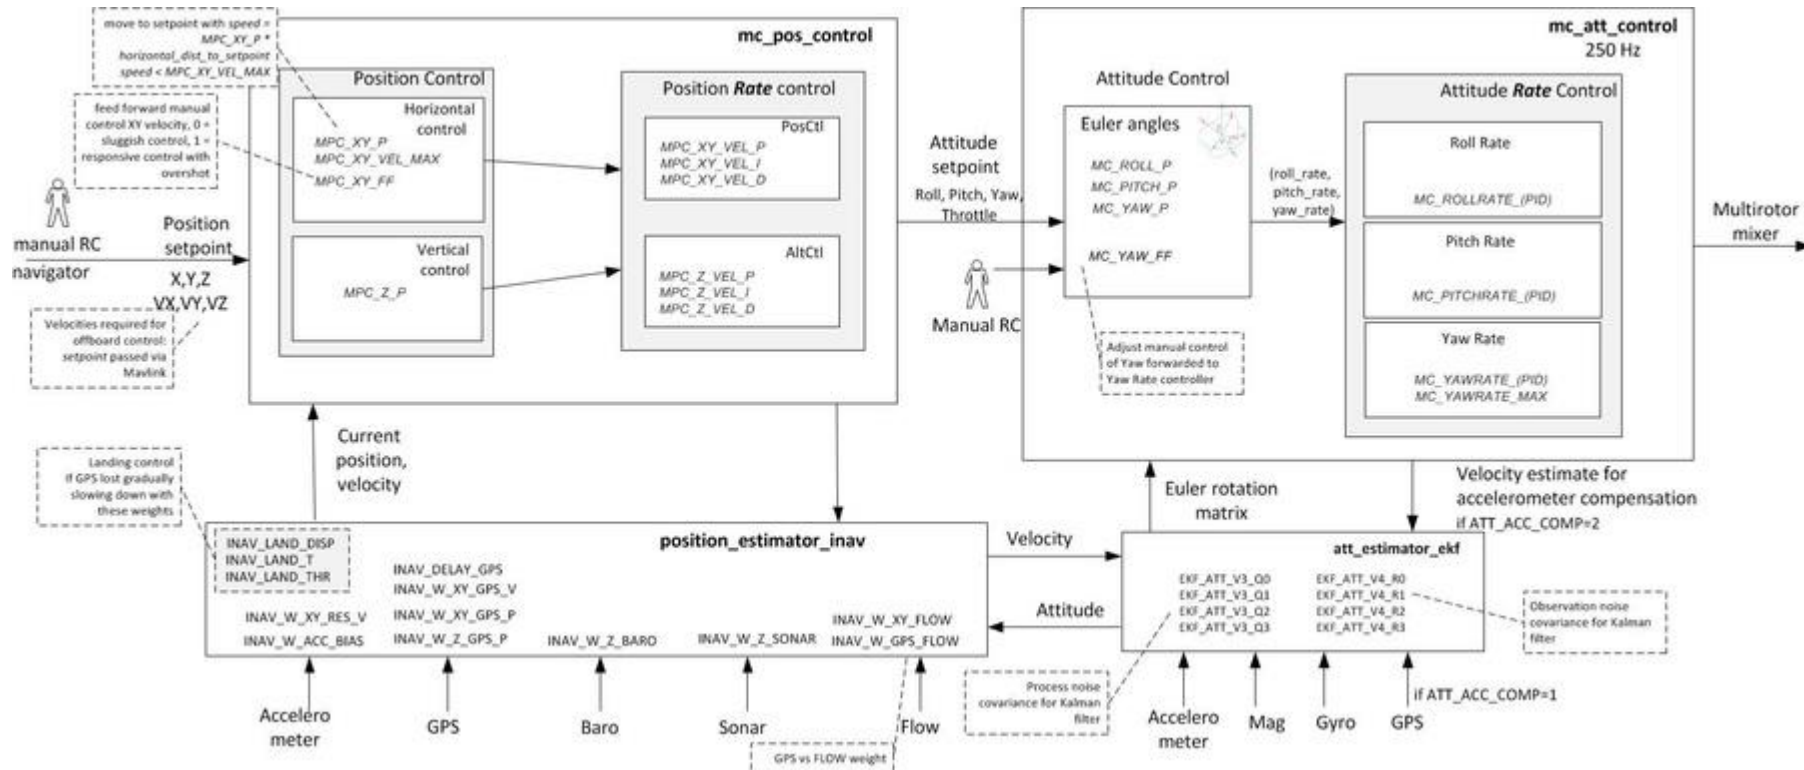 move to setpoint with speed =
MPC_XY_P *
horizontal_dist_to_setpoint
speed < MPC_XY_VEL_MAX
feed forward manual
control XY velocity, 0 =
sluggish control, 1 =
responsive control with
overshot
manual RC
navigator
Position
setpoint
X,Y,Z
VX,VY,VZ
Velocities required for
offboard control:
setpoint passed via
Mavlink
mc_pos_control
Position Control
Horizontal
control
MPC_XY_P
MPC_XY_VEL_MAX
MPC_XY_FF
Vertical
control
MPC_Z_P
Position Rate control
PosCtl
MPC_XY_VEL_P
MPC_XY_VEL_I
MPC_XY_VEL_D
AltCtl
MPC_Z_VEL_P
MPC_Z_VEL_I
MPC_Z_VEL_D
Attitude
setpoint
Roll, Pitch, Yaw,
Throttle
Manual RC
mc_att_control
250 Hz
Attitude Control
Euler angles
MC_ROLL_P
MC_PITCH_P
MC_YAW_P
MC_YAW_FF
Adjust manual control
of Yaw forwarded to
Yaw Rate controller
(roll_rate,
pitch_rate,
yaw_rate)
Attitude Rate Control
Roll Rate
MC_ROLLRATE_(PID)
Pitch Rate
MC_PITCHRATE_(PID)
Yaw Rate
MC_YAWRATE_(PID)
MC_YAWRATE_MAX
Multirotor
mixer
Landing control
if GPS lost gradually
slowing down with
these weights
Current
position,
velocity
Euler rotation
matrix
Velocity estimate for
accelerometer compensation
if ATT_ACC_COMP=2
position_estimator_inav
INAV_LAND_DISP
INAV_LAND_T
INAV_LAND_THR
INAV_W_XY_RES_V
INAV_W_ACC_BIAS
INAV_DELAY_GPS
INAV_W_XY_GPS_V
INAV_W_XY_GPS_P
INAV_W_Z_GPS_P
INAV_W_Z_BARO
INAV_W_Z_SONAR
INAV_W_XY_FLOW
INAV_W_GPS_FLOW
Velocity
Attitude
att_estimator_ekf
EKF_ATT_V3_Q0
EKF_ATT_V3_Q1
EKF_ATT_V3_Q2
EKF_ATT_V3_Q3
EKF_ATT_V4_R0
EKF_ATT_V4_R1
EKF_ATT_V4_R2
EKF_ATT_V4_R3
Observation noise
covariance for Kalman
filter
Process noise
covariance for Kalman
filter
if ATT_ACC_COMP=1
Accelero
meter
GPS
Baro
Sonar
Flow
GPS vs FLOW weight
Accelero
meter
Mag
Gyro
GPS